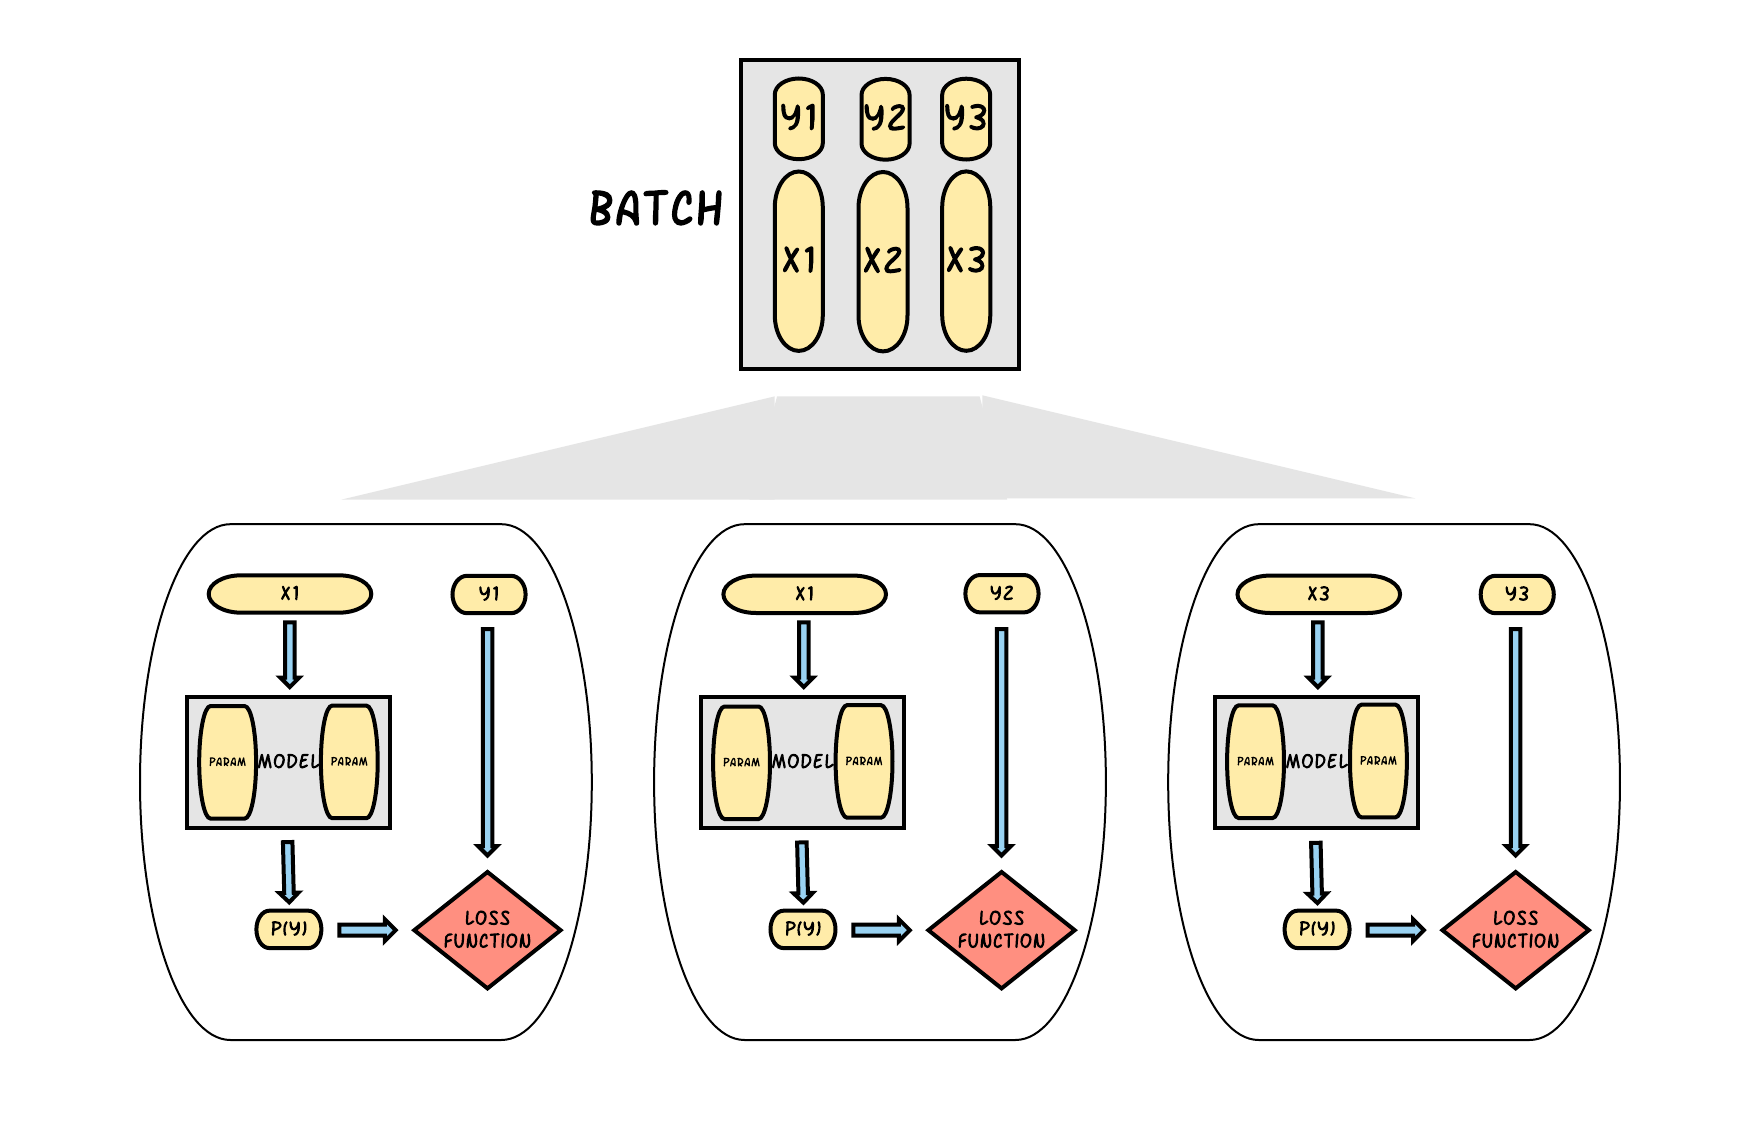 Y1 Y2 Y3
BATCH
X1 X2 X3
X1 Y1
PARAM MODEL PARAM
P(Y)
LOSS
FUNCTION
X1 Y2
PARAM MODEL PARAM
P(Y)
LOSS
FUNCTION
X3 Y3
PARAM MODEL PARAM
P(Y)
LOSS
FUNCTION